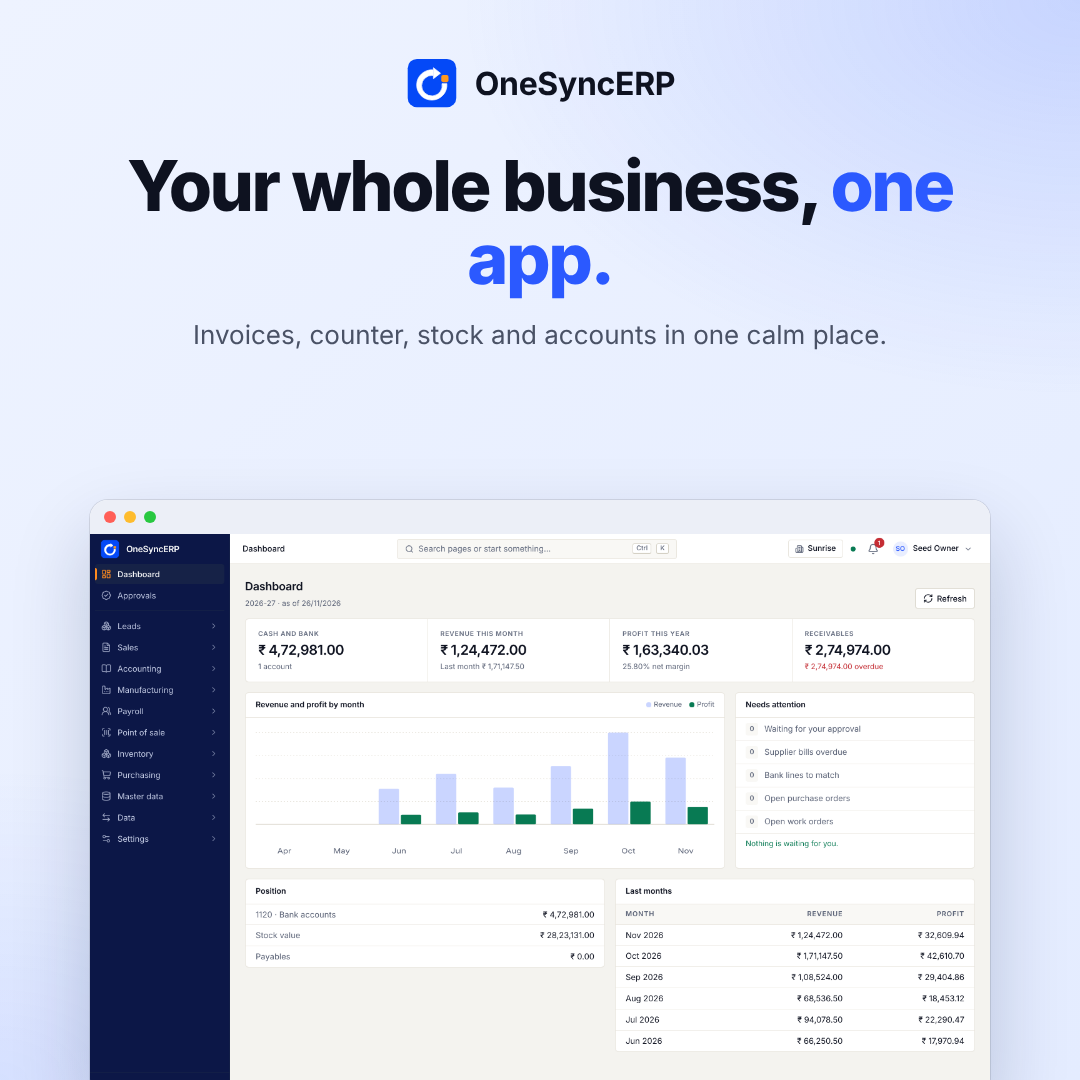 OneSyncERP
Your whole business, one
app.
Invoices, counter, stock and accounts in one calm place.
OneSyncERP
Dashboard
Search pages or start something...
Ctrl
K
Sunrise
1
SO
Seed Owner
Dashboard
Approvals
Leads
Sales
Accounting
Manufacturing
Payroll
Point of sale
Inventory
Purchasing
Master data
Data
Settings
Dashboard
2026-27 · as of 26/11/2026
Refresh
CASH AND BANK
₹ 4,72,981.00
1 account
REVENUE THIS MONTH
₹ 1,24,472.00
Last month ₹ 1,71,147.50
PROFIT THIS YEAR
₹ 1,63,340.03
25.80% net margin
RECEIVABLES
₹ 2,74,974.00
₹ 2,74,974.00 overdue
Revenue and profit by month
Revenue
Profit
Apr May Jun Jul Aug Sep Oct Nov
Needs attention
0 Waiting for your approval
0 Supplier bills overdue
0 Bank lines to match
0 Open purchase orders
0 Open work orders
Nothing is waiting for you.
Position
1120 · Bank accounts ₹ 4,72,981.00
Stock value ₹ 28,23,131.00
Payables ₹ 0.00
Last months
MONTH REVENUE PROFIT
Nov 2026 ₹ 1,24,472.00 ₹ 32,609.94
Oct 2026 ₹ 1,71,147.50 ₹ 42,610.70
Sep 2026 ₹ 1,08,524.00 ₹ 29,404.86
Aug 2026 ₹ 68,536.50 ₹ 18,453.12
Jul 2026 ₹ 94,078.50 ₹ 22,290.47
Jun 2026 ₹ 66,250.50 ₹ 17,970.94